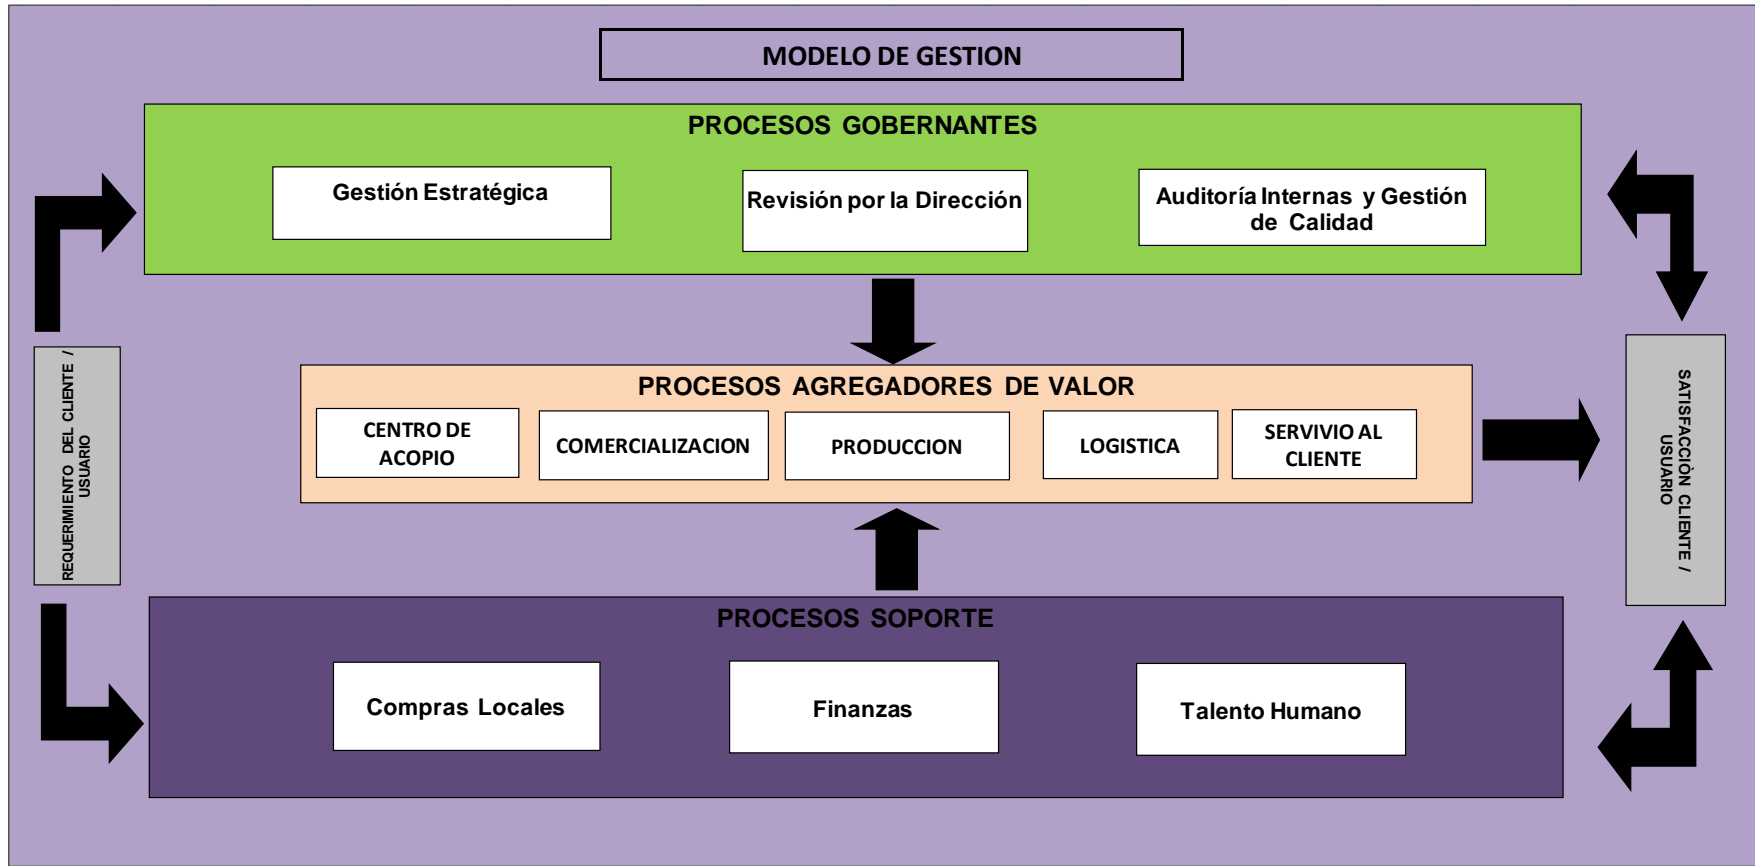 MODELO DE GESTION
PROCESOS GOBERNANTES
Gestión Estratégica
Revisión por la Dirección
Auditoría Internas y Gestión
de Calidad
REQUERIMIENTO DEL CLIENTE /
USUARIO
PROCESOS AGREGADORES DE VALOR
CENTRO DE
ACOPIO
COMERCIALIZACION
PRODUCCION
LOGISTICA
SERVIVIO AL
CLIENTE
SATISFACCIÒN CLIENTE /
USUARIO
PROCESOS SOPORTE
Compras Locales
Finanzas
Talento Humano